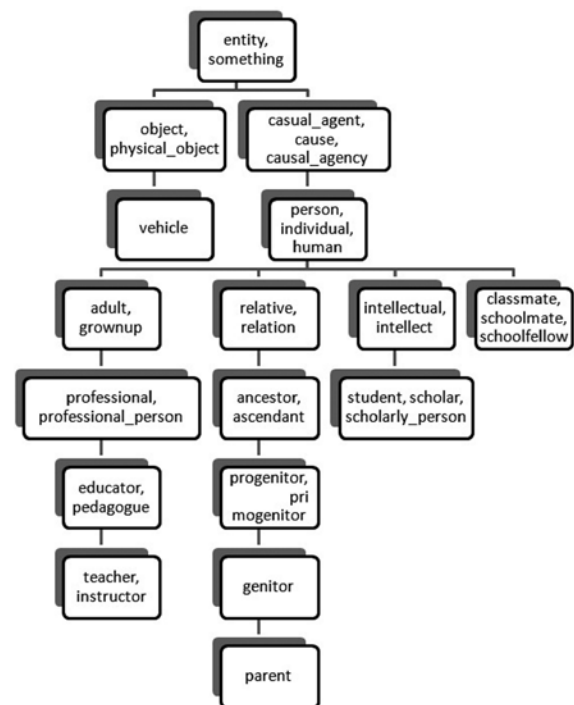 entity,
something
object,
physical_object
casual_agent,
cause,
causal_agency
vehicle
person,
individual,
human
adult,
grownup
relative,
relation
intellectual,
intellect
classmate,
schoolmate,
schoolfellow
professional,
professional_person
ancestor,
ascendant
student, scholar,
scholarly_person
educator,
pedagogue
progenitor,
pri
mogenitor
teacher,
instructor
genitor
parent